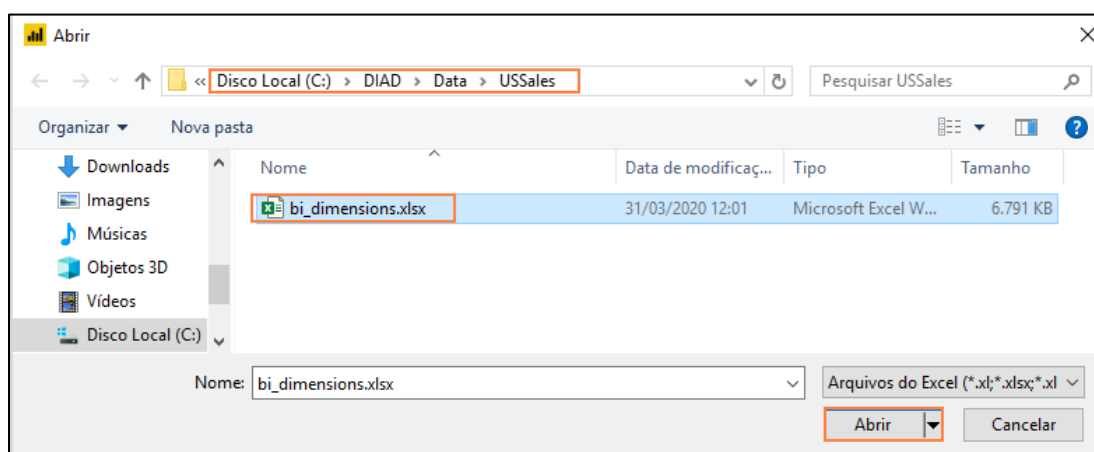 Abrir
« Disco Local (C:) > DIAD > Data > USSales
Pesquisar USSales
Organizar
Nova pasta
Nome
Data de modificaç...
Tipo
Tamanho
Downloads
Imagens
Músicas
Objetos 3D
Vídeos
Disco Local (C:)
bi_dimensions.xlsx
31/03/2020 12:01
Microsoft Excel W...
6.791 KB
Nome:
bi_dimensions.xlsx
Arquivos do Excel (*.xl;*.xlsx;*.xl
Abrir
Cancelar